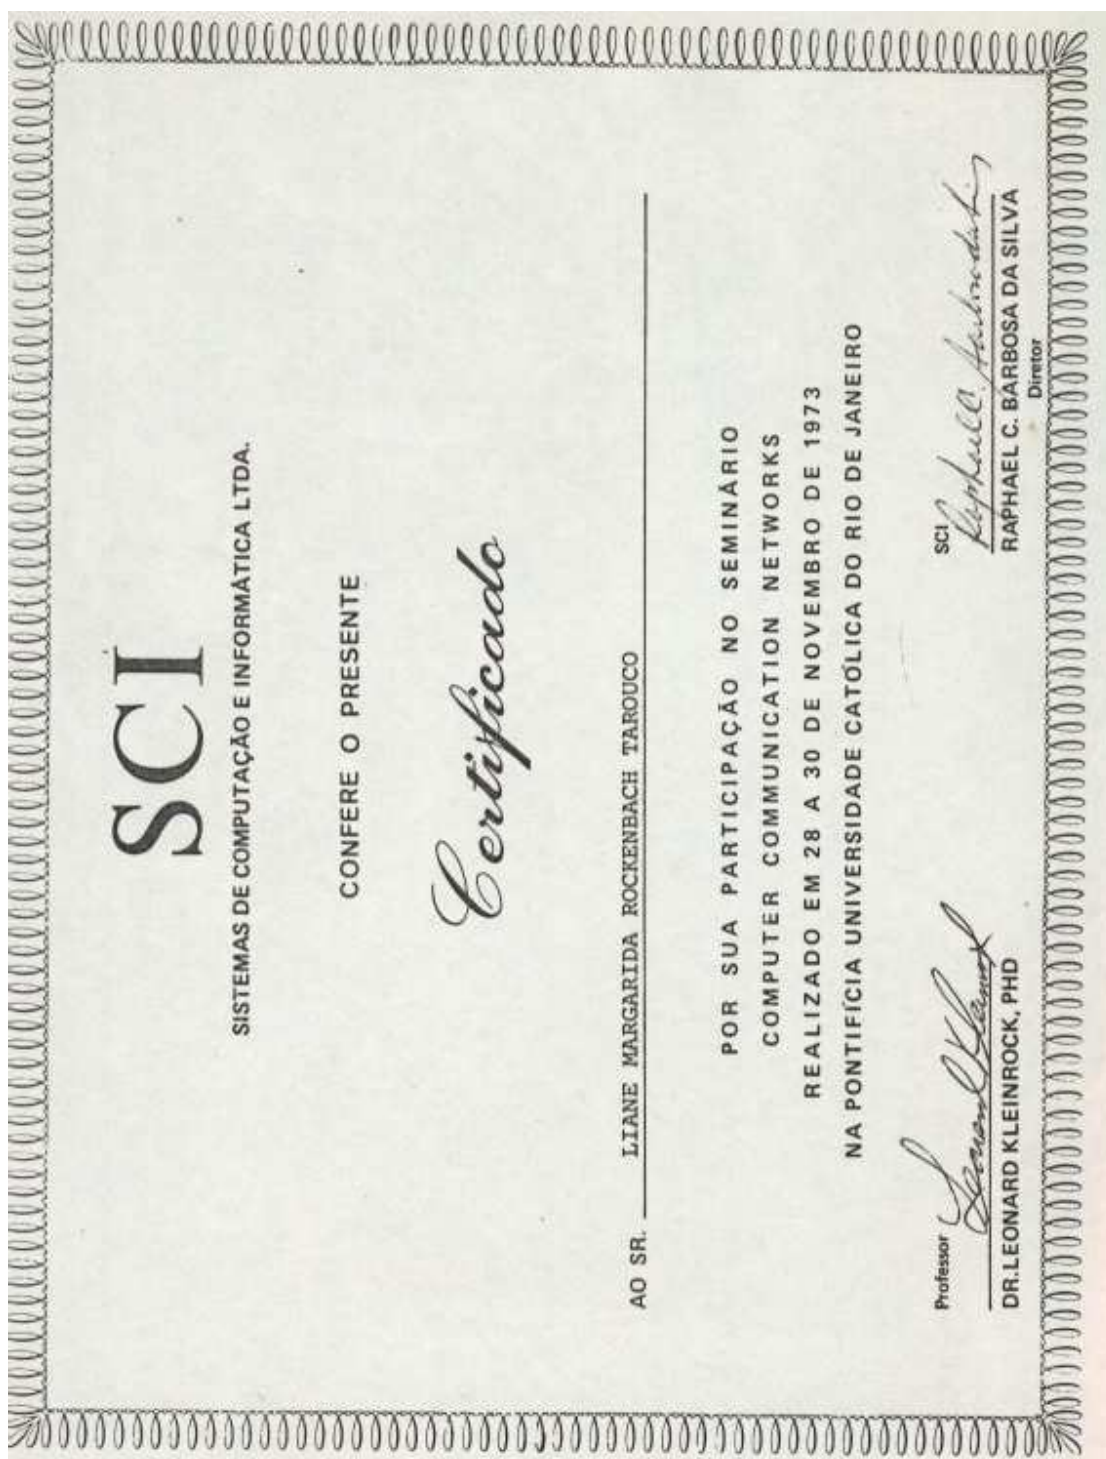 SCI
SISTEMAS DE COMPUTAÇÃO E INFORMÁTICA LTDA.
CONFERE O PRESENTE
Certificado
AO SR. LIANE MARGARIDA ROCKENBACH TAROUCO
POR SUA PARTICIPAÇÃO NO SEMINÁRIO
COMPUTER COMMUNICATION NETWORKS
REALIZADO EM 28 A 30 DE NOVEMBRO DE 1973
NA PONTIFÍCIA UNIVERSIDADE CATÓLICA DO RIO DE JANEIRO
Professor
DR.LEONARD KLEINROCK, PHD
SCI
RAPHAEL C. BARBOSA DA SILVA
Diretor